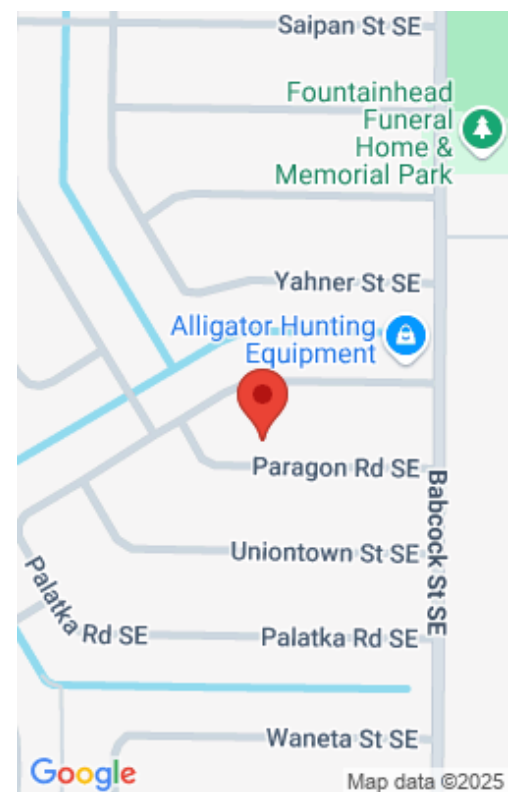 Saipan St SE
Fountainhead
Funeral
Home &
Memorial Park
Yahner St SE
Alligator Hunting
Equipment
Paragon Rd SE
Babcock St SE
Uniontown St SE
Palatka Rd SE
Palatka Rd SE
Waneta St SE
Google
Map data ©2025